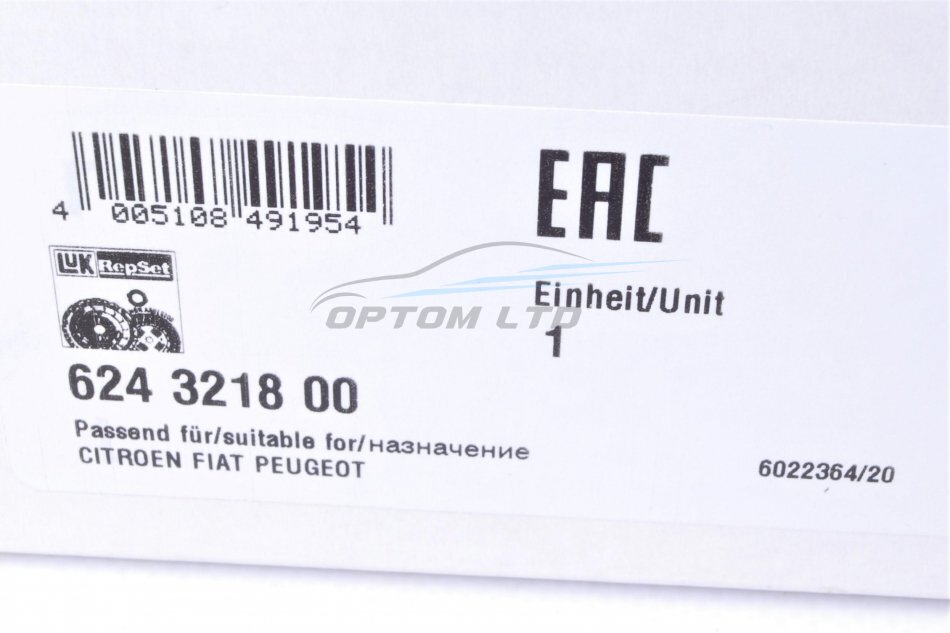 4 005108 491954
EAC
LUK RepSet
OPTOM LTD
Einheit/Unit
1
624 3218 00
Passend für/suitable for/назначение
CITROEN FIAT PEUGEOT
6022364/20